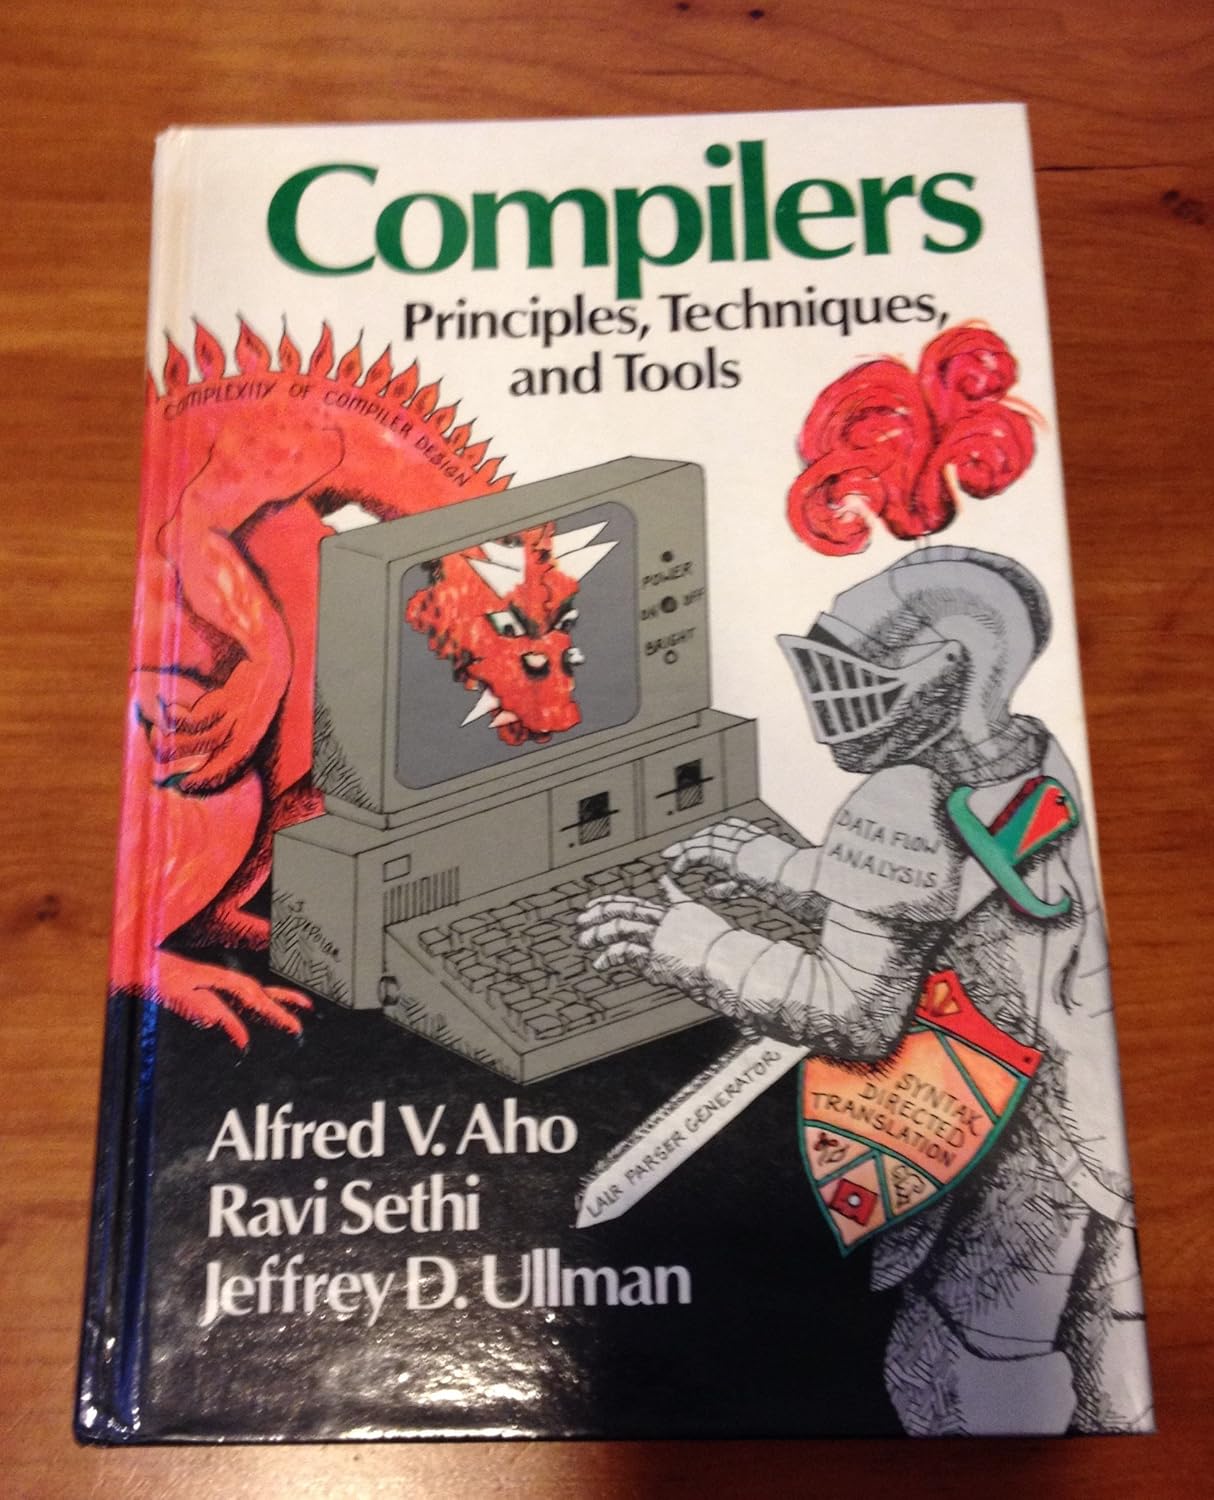 Compilers
Principles, Techniques,
and Tools
COMPLEXITY OF COMPILER DESIGN
POWER
ON OFF
BRIGHT
DATA FLOW
ANALYSIS
SYNTAX
DIRECTED
TRANSLATION
LALR PARSER GENERATOR
Alfred V. Aho
Ravi Sethi
Jeffrey D. Ullman